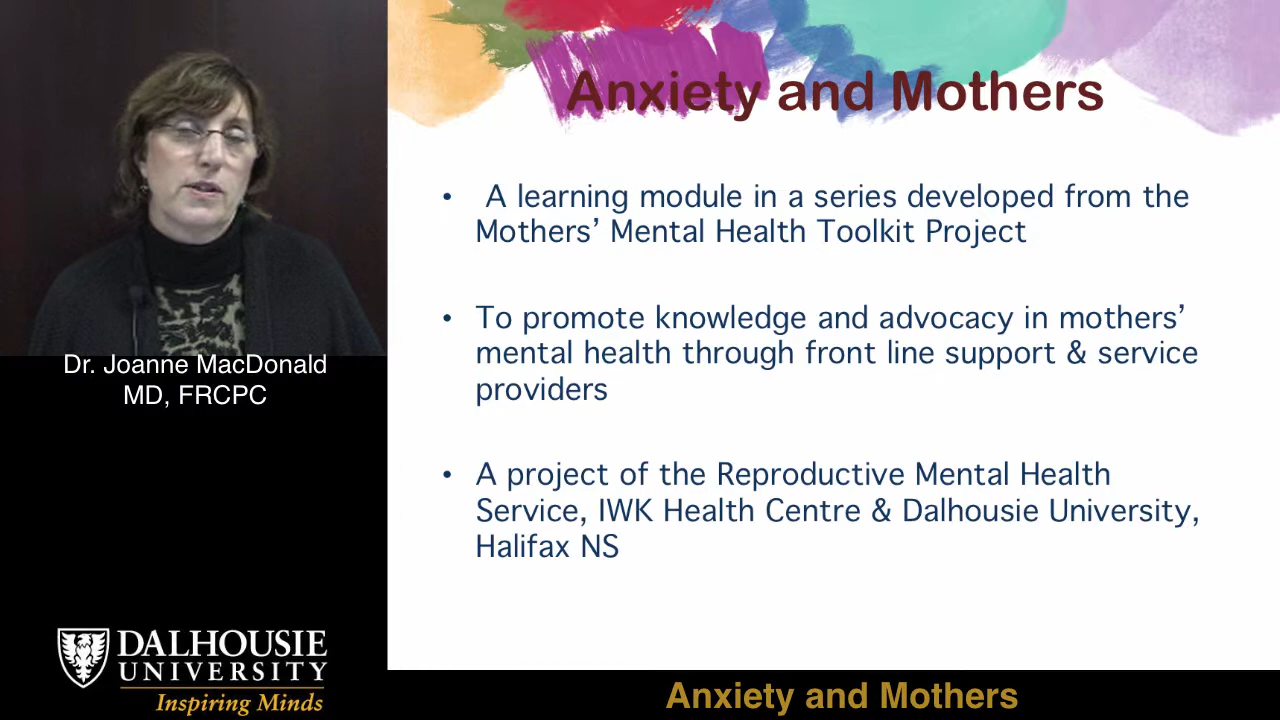 Anxiety and Mothers
• A learning module in a series developed from the
Mothers’ Mental Health Toolkit Project
• To promote knowledge and advocacy in mothers’
mental health through front line support & service
providers
• A project of the Reproductive Mental Health
Service, IWK Health Centre & Dalhousie University,
Halifax NS
Dr. Joanne MacDonald
MD, FRCPC
DALHOUSIE
UNIVERSITY
Inspiring Minds
Anxiety and Mothers